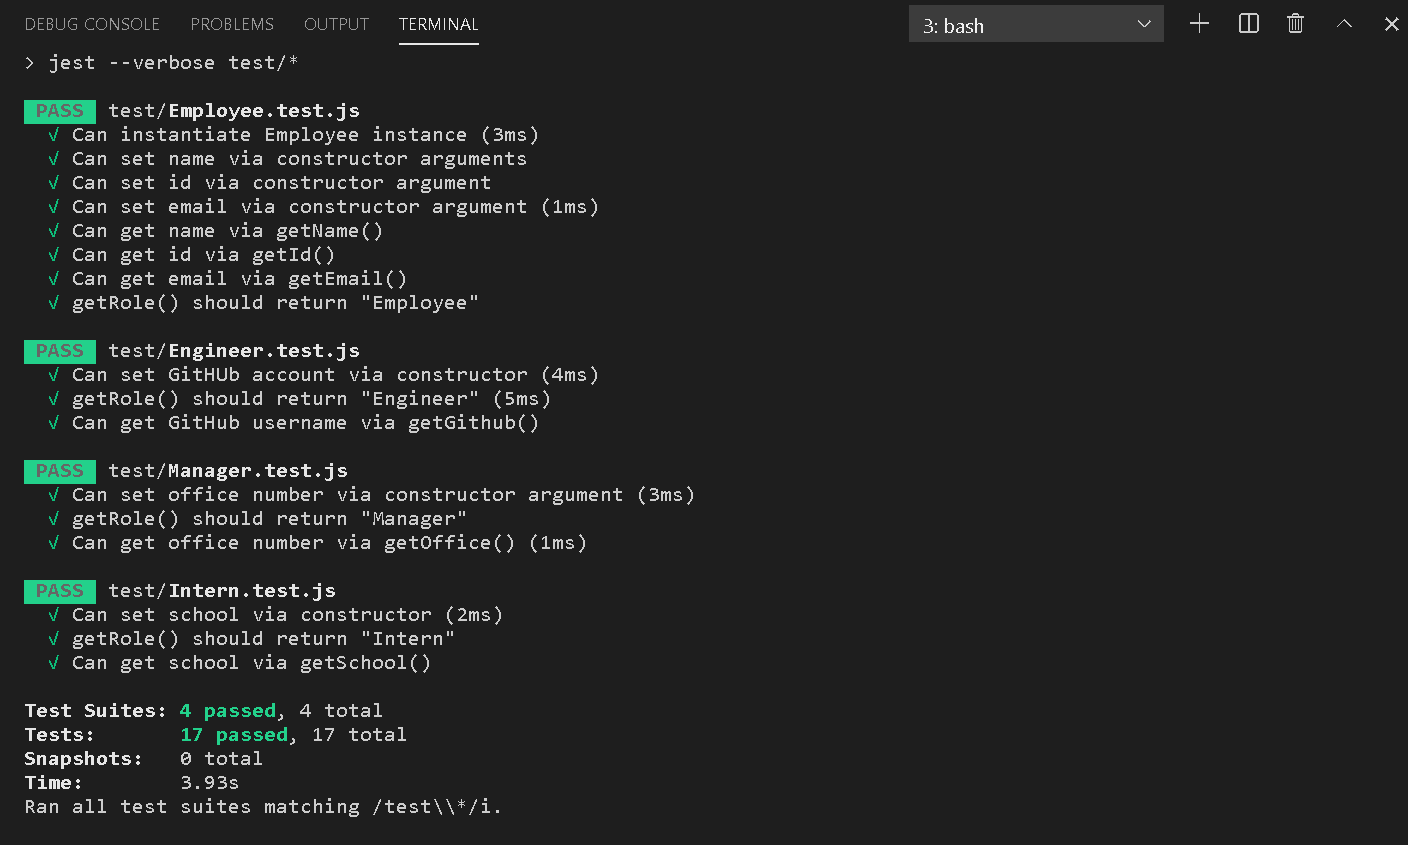 DEBUG CONSOLE PROBLEMS OUTPUT TERMINAL 3: bash
> jest --verbose test/*
PASS test/Employee.test.js
√ Can instantiate Employee instance (3ms)
√ Can set name via constructor arguments
√ Can set id via constructor argument
√ Can set email via constructor argument (1ms)
√ Can get name via getName()
√ Can get id via getId()
√ Can get email via getEmail()
√ getRole() should return "Employee"
PASS test/Engineer.test.js
√ Can set GitHUb account via constructor (4ms)
√ getRole() should return "Engineer" (5ms)
√ Can get GitHub username via getGithub()
PASS test/Manager.test.js
√ Can set office number via constructor argument (3ms)
√ getRole() should return "Manager"
√ Can get office number via getOffice() (1ms)
PASS test/Intern.test.js
√ Can set school via constructor (2ms)
√ getRole() should return "Intern"
√ Can get school via getSchool()
Test Suites: 4 passed, 4 total
Tests: 17 passed, 17 total
Snapshots: 0 total
Time: 3.93s
Ran all test suites matching /test\\*/i.